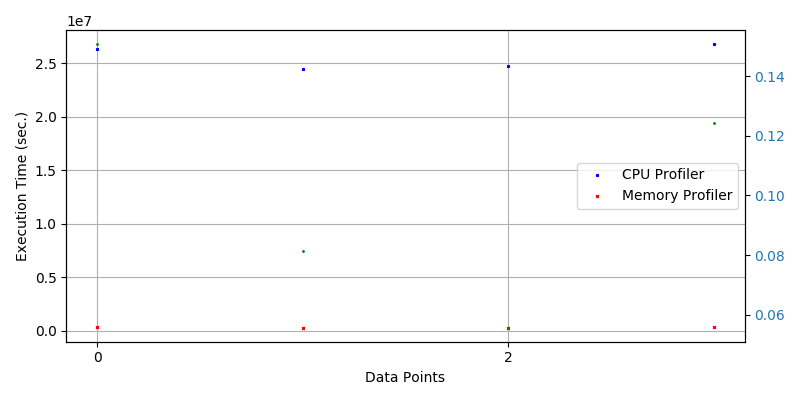 1e7
2.5
2.0
1.5
1.0
0.5
0.0
Execution Time (sec.)
0
2
Data Points
0.14
0.12
0.10
0.08
0.06
CPU Profiler
Memory Profiler